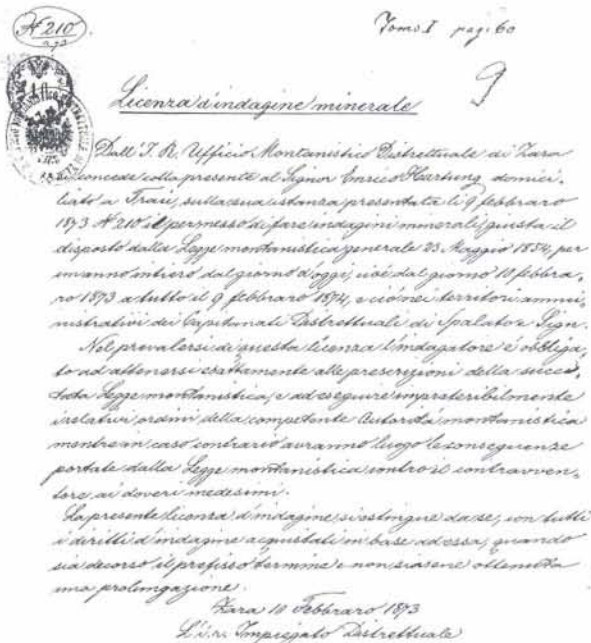 N 210
Tomo I pag: 60
9
Licenza d'indagine minerale
Dall' I. R. Ufficio Montanistico Distrettuale di Zara
si concede colla presente al Signor Enrico Hartung domici-
liato a Trau, sulla sua istanza presentata li 9 febbraro
1873 N 210 il permesso di fare indagini minerali, giusta il
disposto dalla Legge montanistica generale 23 Maggio 1854, per
un anno intiero dal giorno d'oggi, cioè dal giorno 10 febbra-
ro 1873 a tutto il 9 febbraro 1874, e ciò nei territori ammi-
nistrativi dei Capitanati Distrettuali di Spalato e Sign.
Nel prevalersi di questa licenza l'indagatore è obbliga-
to ad attenersi esattamente alle prescrizioni della succi-
tata Legge montanistica, e ad eseguire impreteribilmente
i relativi ordini della competente Autorità montanistica
mentre in caso contrario avranno luogo le conseguenze
portate dalla Legge montanistica contro il contravven-
tore ai doveri medesimi.
La presente licenza d'indagine, si estingue da se, con tutti
i diritti d'indagine acquistati in base ad essa, quando
sia decorso il prefisso termine e non siasene ottenuta
una prolungazione.
Zara 10 Febbraro 1873
L'i. r. Impiegato Distrettuale